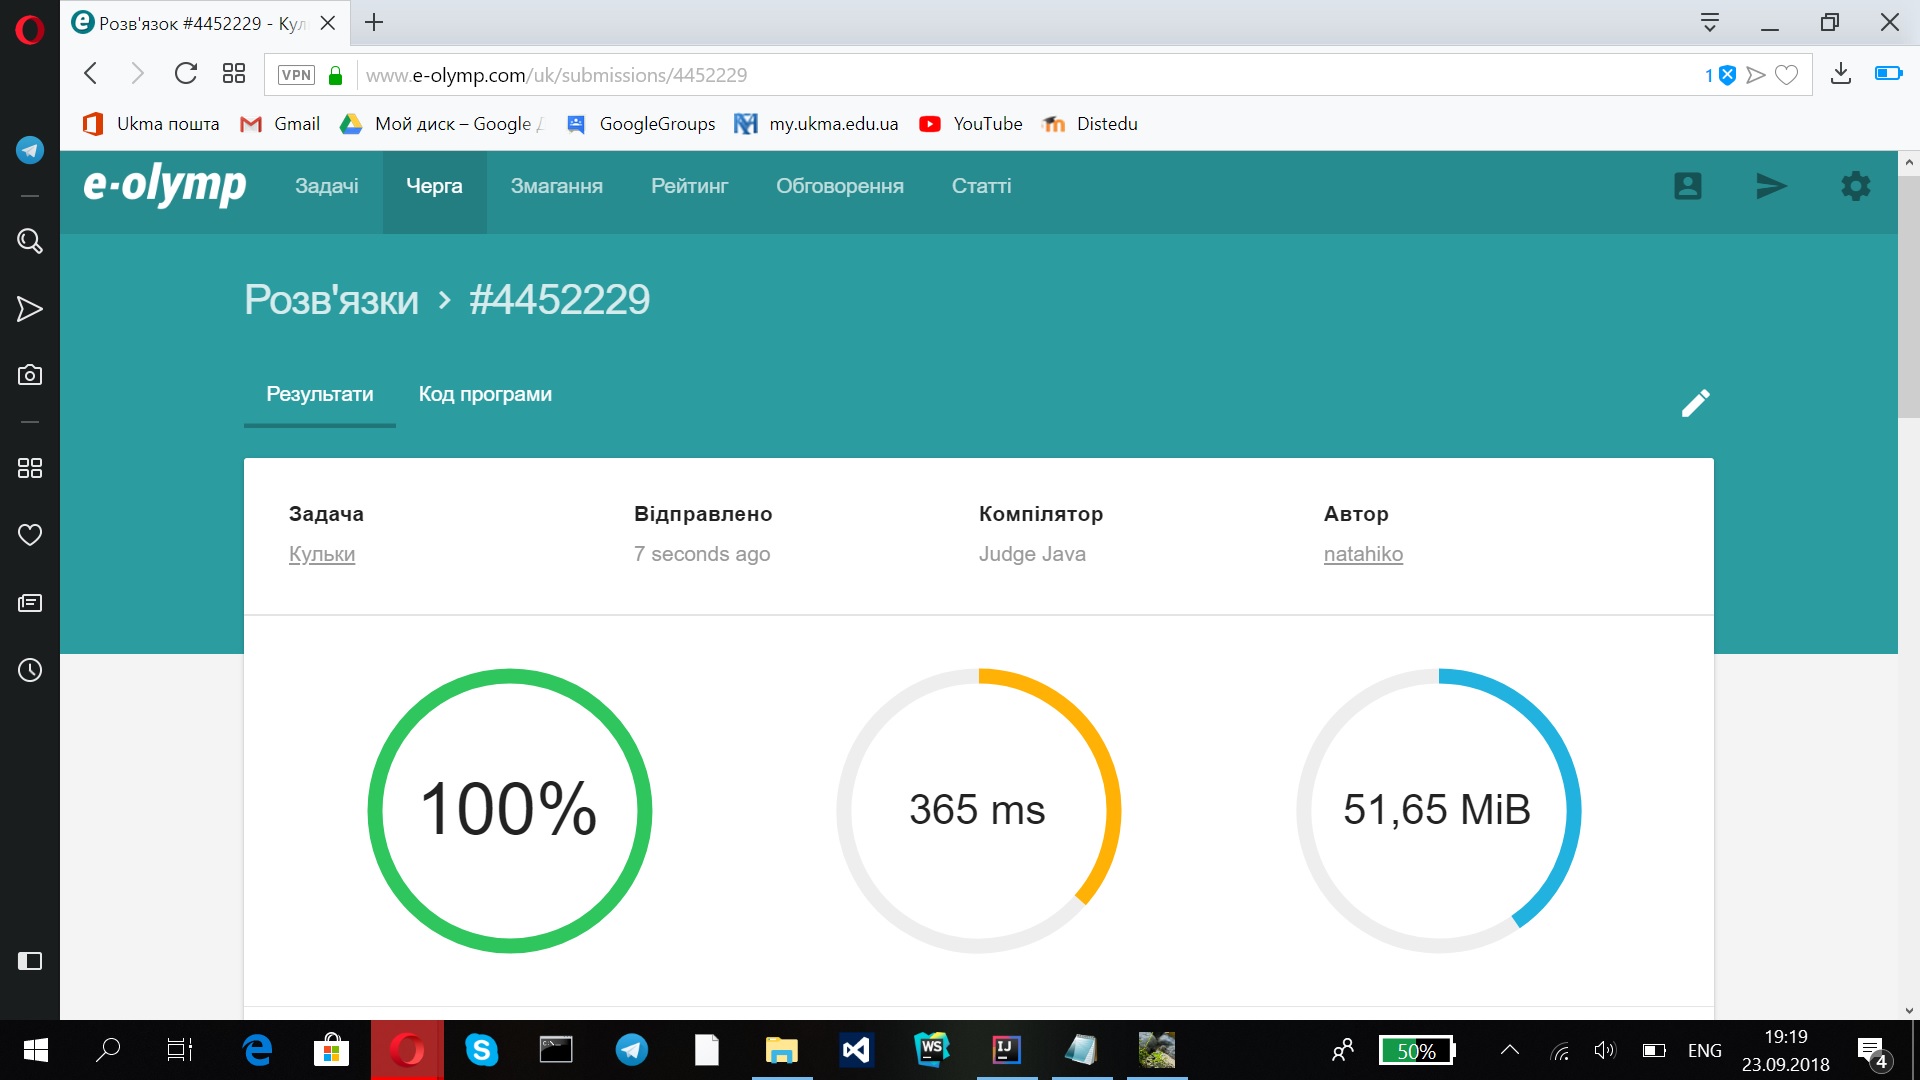 Розв'язок #4452229 - Кул
VPN
www.e-olymp.com/uk/submissions/4452229
1
Ukma пошта
Gmail
Мой диск – Google
GoogleGroups
my.ukma.edu.ua
YouTube
Distedu
e-olymp
Задачі
Черга
Змагання
Рейтинг
Обговорення
Статті
Розв'язки › #4452229
Результати
Код програми
Задача
Відправлено
Компілятор
Автор
Кульки
7 seconds ago
Judge Java
natahiko
100%
365 ms
51,65 MiB
WS
IJ
50%
ENG
19:19
23.09.2018
4